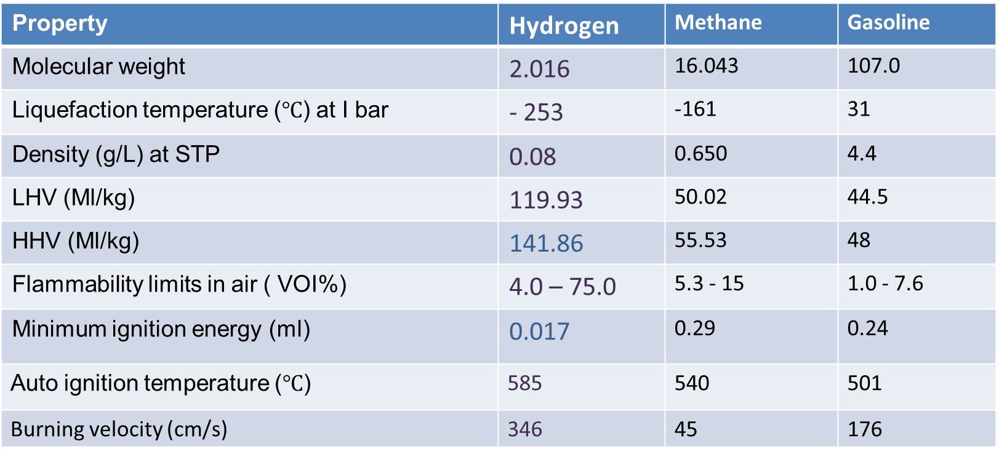 Property Hydrogen Methane Gasoline
Molecular weight 2.016 16.043 107.0
Liquefaction temperature (℃) at I bar - 253 -161 31
Density (g/L) at STP 0.08 0.650 4.4
LHV (Ml/kg) 119.93 50.02 44.5
HHV (Ml/kg) 141.86 55.53 48
Flammability limits in air ( VOI%) 4.0 – 75.0 5.3 - 15 1.0 - 7.6
Minimum ignition energy (ml) 0.017 0.29 0.24
Auto ignition temperature (℃) 585 540 501
Burning velocity (cm/s) 346 45 176